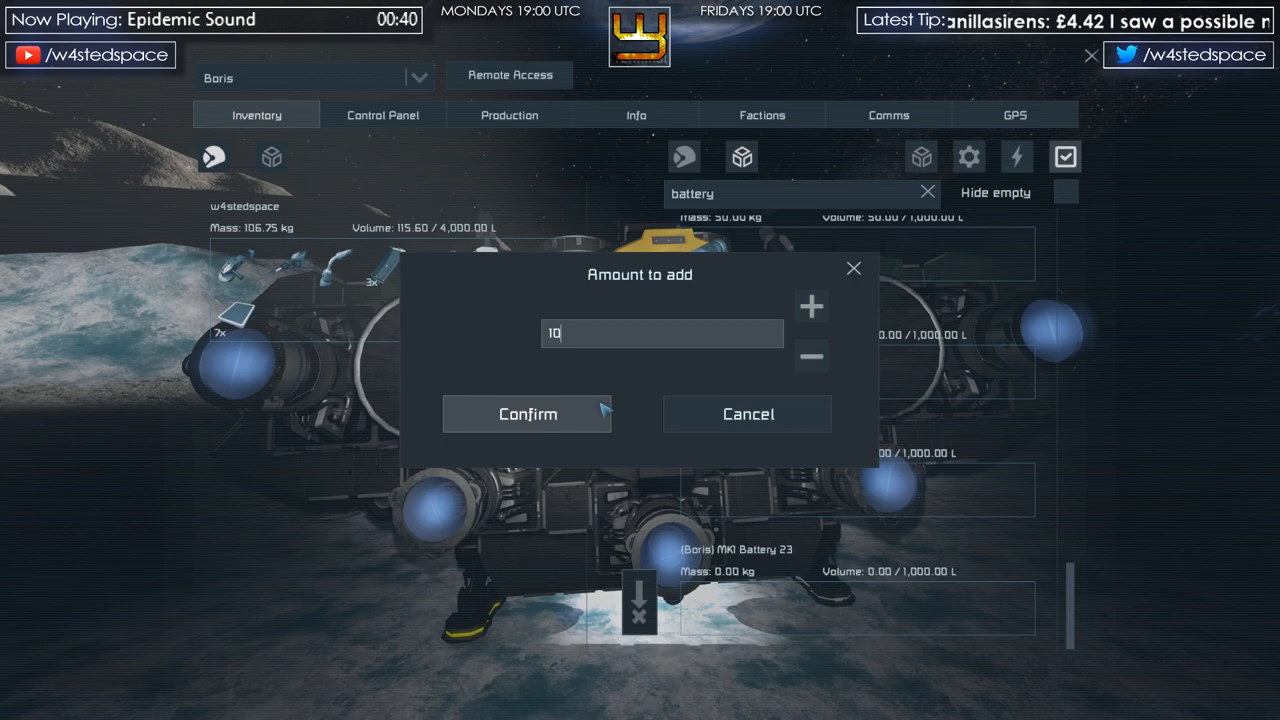 Now Playing: Epidemic Sound 00:40
MONDAYS 19:00 UTC
FRIDAYS 19:00 UTC
Latest Tip: anillasirens: £4.42 I saw a possible
/w4stedspace
/w4stedspace
Boris
Remote Access
Inventory
Control Panel
Production
Info
Factions
Comms
GPS
battery
Hide empty
w4stedspace
Mass: 106.75 kg
Volume: 115.60 / 4,000.00 L
Mass: 50.00 kg
Volume: 50.00 / 1,000.00 L
3x
7x
Amount to add
10
Confirm
Cancel
0.00 / 1,000.00 L
.00 / 1,000.00 L
(Boris) MK1 Battery 23
Mass: 0.00 kg
Volume: 0.00 / 1,000.00 L